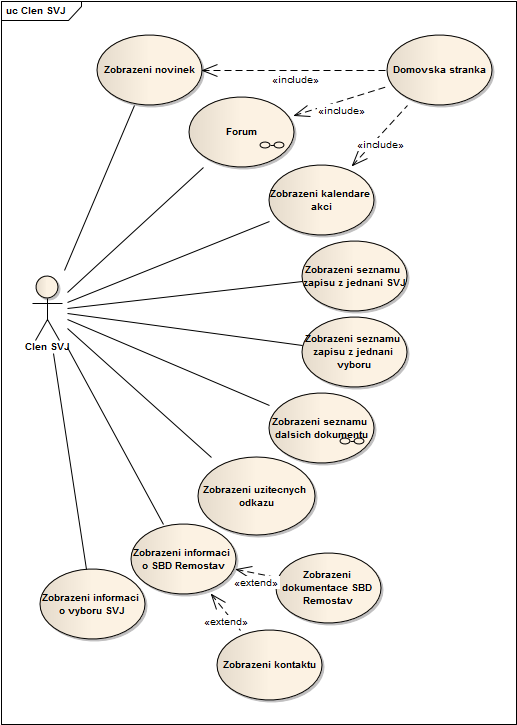 uc Clen SVJ
Zobrazeni novinek
Domovska stranka
«include»
Forum
«include»
«include»
Zobrazeni kalendare
akci
Zobrazeni seznamu
zapisu z jednani SVJ
Clen SVJ
Zobrazeni seznamu
zapisu z jednani
vyboru
Zobrazeni seznamu
dalsich dokumentu
Zobrazeni uzitecnych
odkazu
Zobrazeni informaci
o SBD Remostav
«extend»
Zobrazeni
dokumentace SBD
Remostav
Zobrazeni informaci
o vyboru SVJ
«extend»
Zobrazeni kontaktu